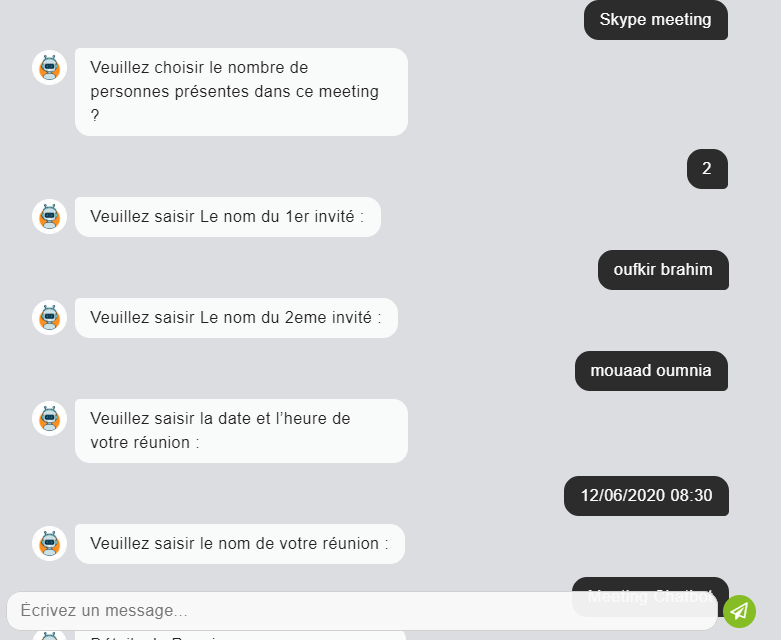 Skype meeting
Veuillez choisir le nombre de
personnes présentes dans ce meeting
?
2
Veuillez saisir Le nom du 1er invité :
oufkir brahim
Veuillez saisir Le nom du 2eme invité :
mouaad oumnia
Veuillez saisir la date et l'heure de
votre réunion :
12/06/2020 08:30
Veuillez saisir le nom de votre réunion :
Meeting Chatbot
Écrivez un message...